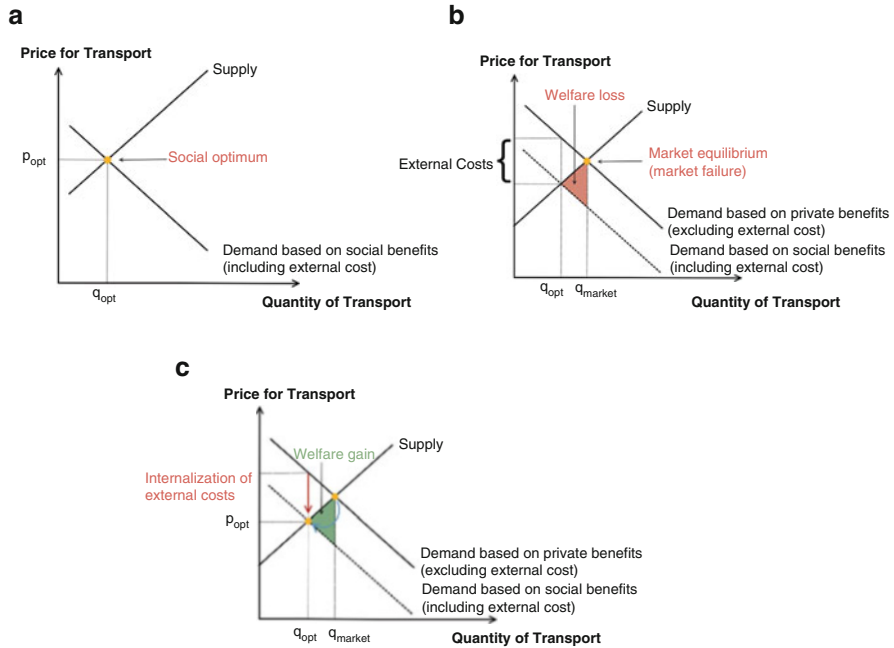 a
Price for Transport
Supply
p_opt
Social optimum
Demand based on social benefits
(including external cost)
q_opt
Quantity of Transport
b
Price for Transport
Welfare loss
Supply
External Costs
Market equilibrium
(market failure)
Demand based on private benefits
(excluding external cost)
Demand based on social benefits
(including external cost)
q_opt
q_market
Quantity of Transport
c
Price for Transport
Supply
Welfare gain
Internalization of
external costs
p_opt
Demand based on private benefits
(excluding external cost)
Demand based on social benefits
(including external cost)
q_opt
q_market
Quantity of Transport